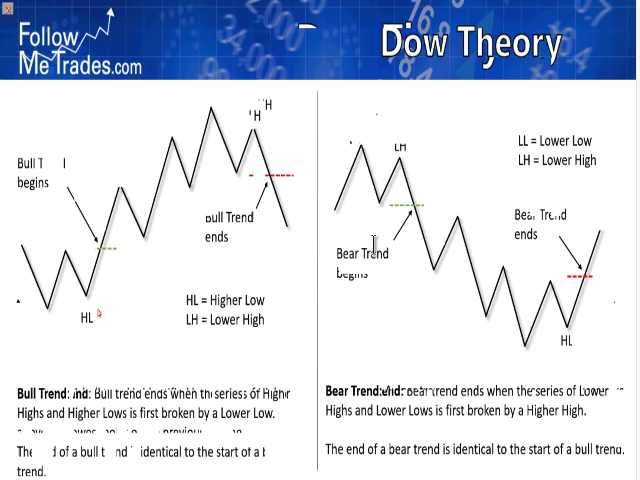 Follow
MeTrades.com
Dow Theory
Bull
begins
Bull Trend
ends
HL
HL = Higher Low
LH = Lower High
Bull Trend: Bull trend ends when the series of Higher
Highs and Higher Lows is first broken by a Lower Low.
The of a bull is identical to the start of a
trend.
LH
LL = Lower Low
LH = Lower High
Bear Trend
begins
Bear Trend
ends
HL
Bear Trend: trend ends when the series of Lower
Highs and Lower Lows is first broken by a Higher High.
The end of a bear trend is identical to the start of a bull trend.